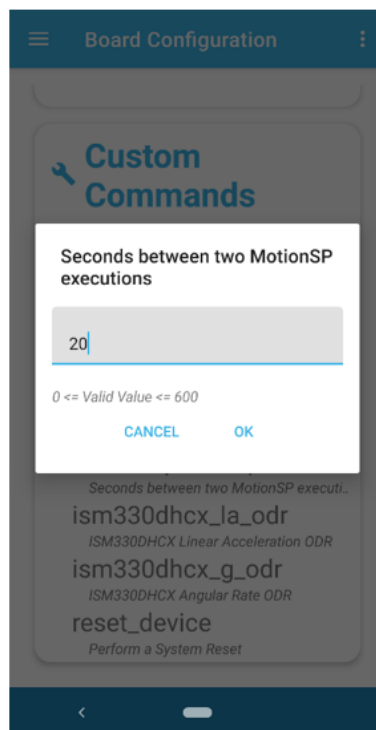 Board Configuration
Custom
Commands
Seconds between two MotionSP
executions
20
0 <= Valid Value <= 600
CANCEL OK
Seconds between two MotionSP executi..
ism330dhcx_la_odr
ISM330DHCX Linear Acceleration ODR
ism330dhcx_g_odr
ISM330DHCX Angular Rate ODR
reset_device
Perform a System Reset